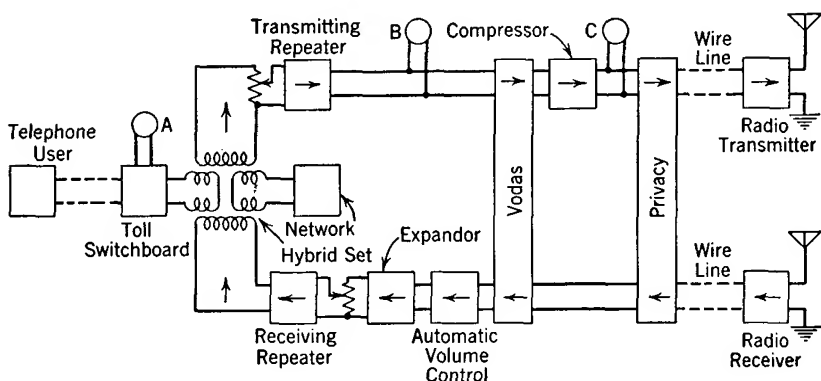 Transmitting
Repeater
B
Compressor
C
Wire
Line
Telephone
User
A
Radio
Transmitter
Toll
Switchboard
Network
Hybrid Set
Vodas
Privacy
Expandor
Wire
Line
Receiving
Repeater
Automatic
Volume
Control
Radio
Receiver